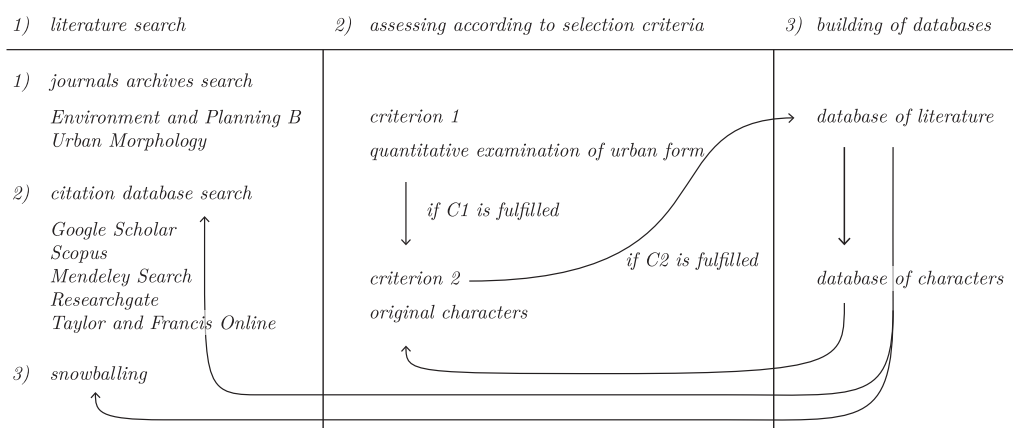 1) literature search
2) assessing according to selection criteria
3) building of databases
1) journals archives search
Environment and Planning B
Urban Morphology
2) citation database search
Google Scholar
Scopus
Mendeley Search
Researchgate
Taylor and Francis Online
3) snowballing
criterion 1
quantitative examination of urban form
if C1 is fulfilled
criterion 2
original characters
if C2 is fulfilled
database of literature
database of characters